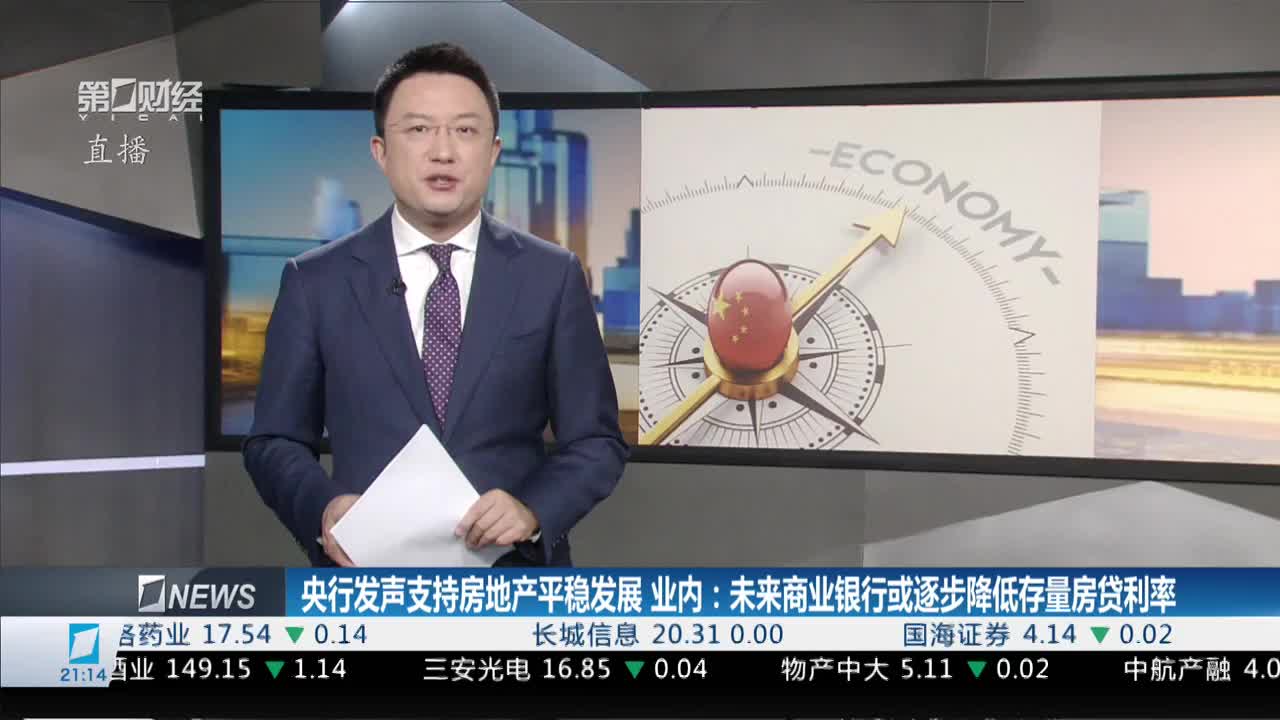 第一财经
YICAI
直播
-ECONOMY-
NEWS
央行发声支持房地产平稳发展 业内：未来商业银行或逐步降低存量房贷利率
药业 17.54 ▼ 0.14 长城信息 20.31 0.00 国海证券 4.14 ▼ 0.02
21:14
酒业 149.15 ▼ 1.14 三安光电 16.85 ▼ 0.04 物产中大 5.11 ▼ 0.02 中航产融 4.0